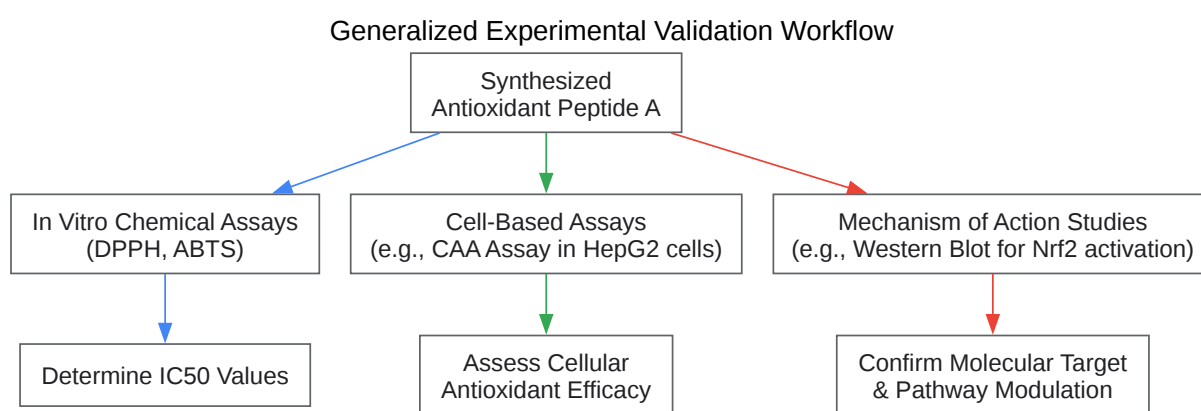 Generalized Experimental Validation Workflow
Synthesized
Antioxidant Peptide A
In Vitro Chemical Assays
(DPPH, ABTS)
Cell-Based Assays
(e.g., CAA Assay in HepG2 cells)
Mechanism of Action Studies
(e.g., Western Blot for Nrf2 activation)
Determine IC50 Values
Assess Cellular
Antioxidant Efficacy
Confirm Molecular Target
& Pathway Modulation